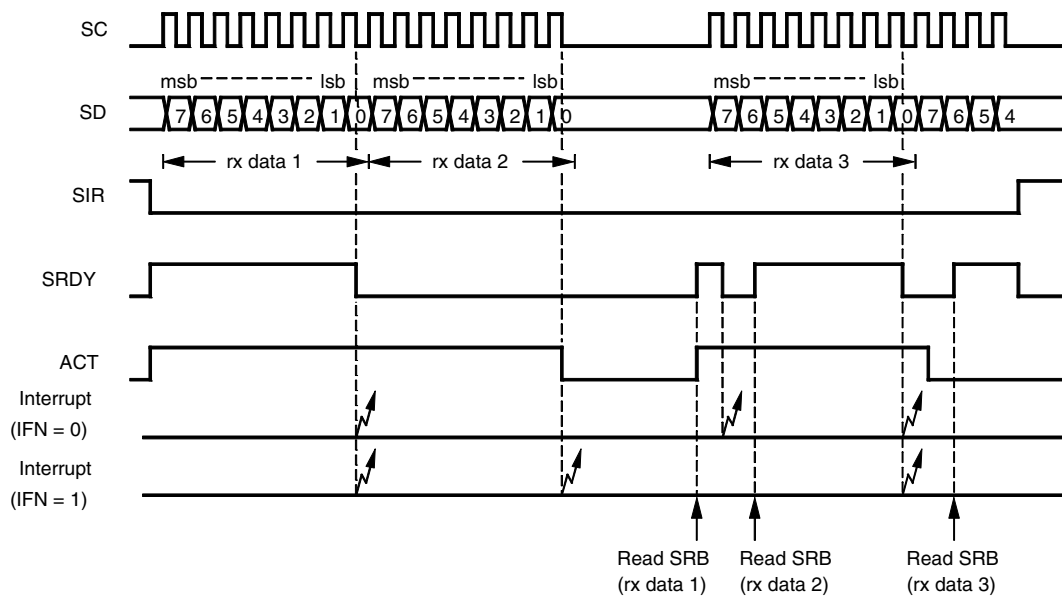 SC
msb lsb msb lsb msb lsb
SD 7 6 5 4 3 2 1 0 7 6 5 4 3 2 1 0 7 6 5 4 3 2 1 0 7 6 5 4
rx data 1 rx data 2 rx data 3
SIR
SRDY
ACT
Interrupt
(IFN = 0)
Interrupt
(IFN = 1)
Read SRB Read SRB Read SRB
(rx data 1) (rx data 2) (rx data 3)